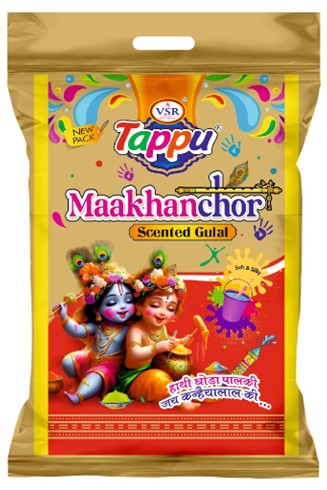 VSR
NEW
PACK
Tappu®
Maakhanchor
Scented Gulal
Soft & Silky
हाथी घोड़ा पालकी
जय कन्हैयालाल की...